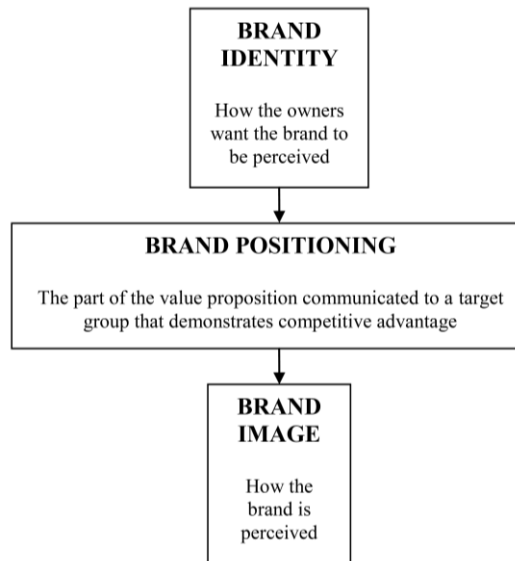 BRAND
IDENTITY
How the owners
want the brand to
be perceived
BRAND POSITIONING
The part of the value proposition communicated to a target
group that demonstrates competitive advantage
BRAND
IMAGE
How the
brand is
perceived